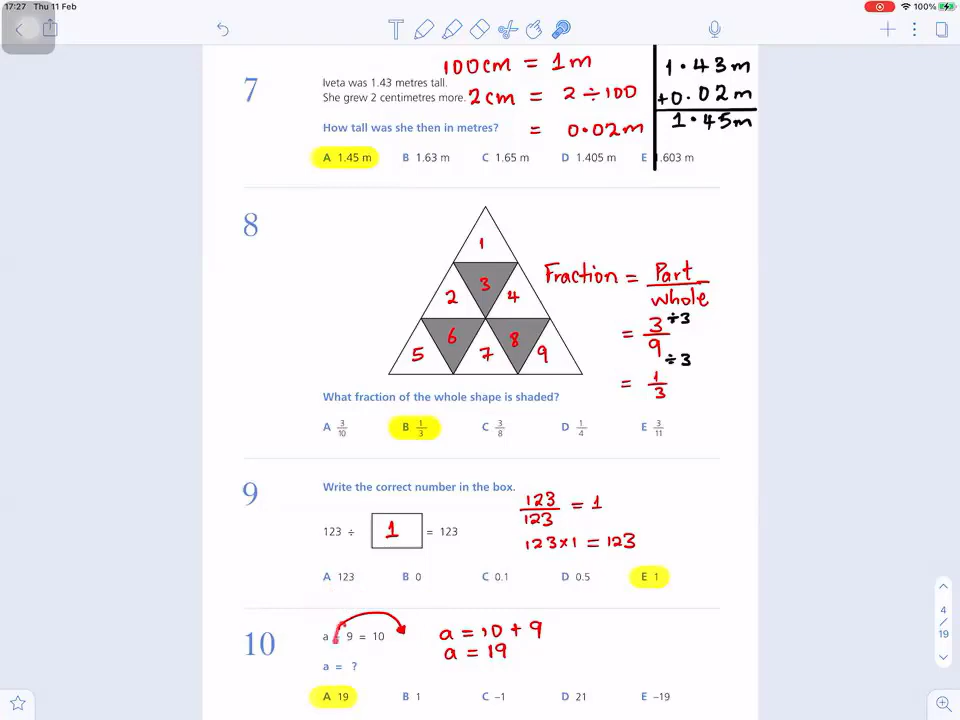 17:27 Thu 11 Feb
100%
7
Iveta was 1.43 metres tall.
She grew 2 centimetres more.
How tall was she then in metres?
100cm = 1m
2cm = 2 ÷ 100
= 0.02m
1.43m
+0.02m
1.45m
A 1.45 m B 1.63 m C 1.65 m D 1.405 m E 1.603 m
8
1
2 3 4
5 6 7 8 9
Fraction = Part/whole
= 3/9 ÷3 ÷3
= 1/3
What fraction of the whole shape is shaded?
A 3/10 B 1/3 C 3/8 D 1/4 E 3/11
9
Write the correct number in the box.
123 ÷ 1 = 123
123/123 = 1
123×1 = 123
A 123 B 0 C 0.1 D 0.5 E 1
10
a - 9 = 10
a = ?
a = 10 + 9
a = 19
A 19 B 1 C −1 D 21 E −19
4
/
19